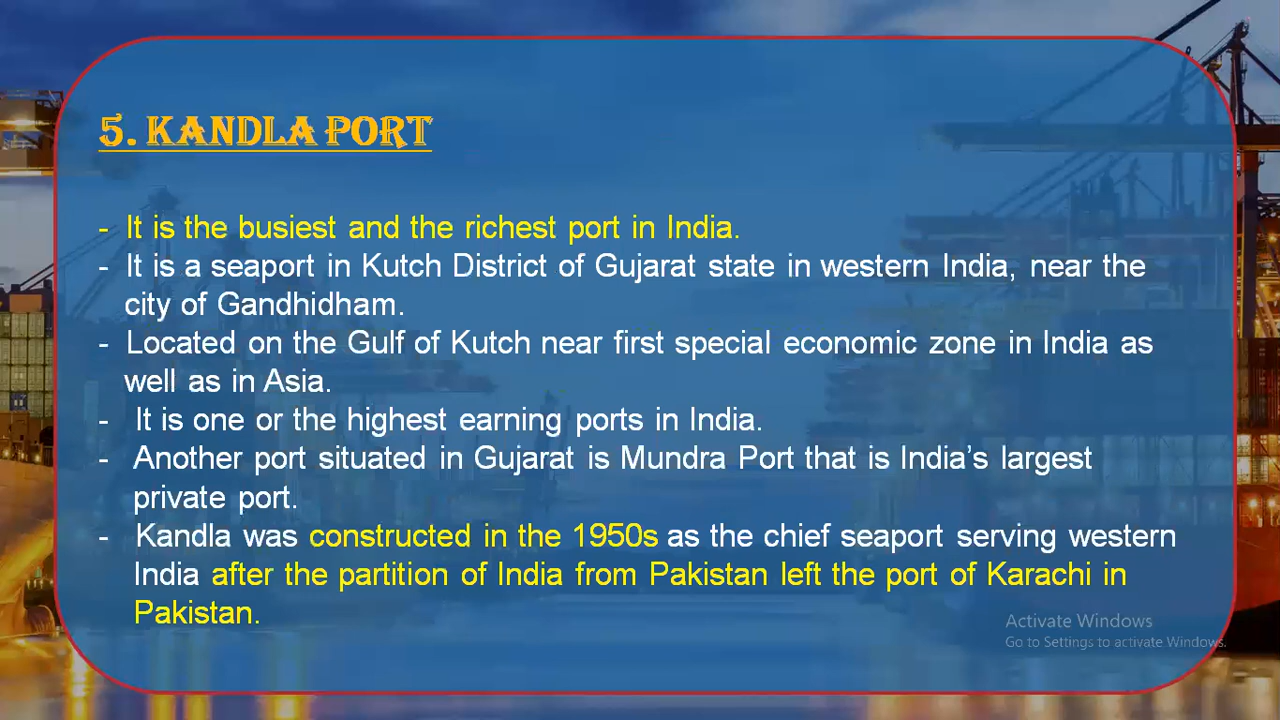 5. KANDLA PORT
- It is the busiest and the richest port in India.
- It is a seaport in Kutch District of Gujarat state in western India, near the
city of Gandhidham.
- Located on the Gulf of Kutch near first special economic zone in India as
well as in Asia.
- It is one or the highest earning ports in India.
- Another port situated in Gujarat is Mundra Port that is India's largest
private port.
- Kandla was constructed in the 1950s as the chief seaport serving western
India after the partition of India from Pakistan left the port of Karachi in
Pakistan.
Activate Windows
Go to Settings to activate Windows.